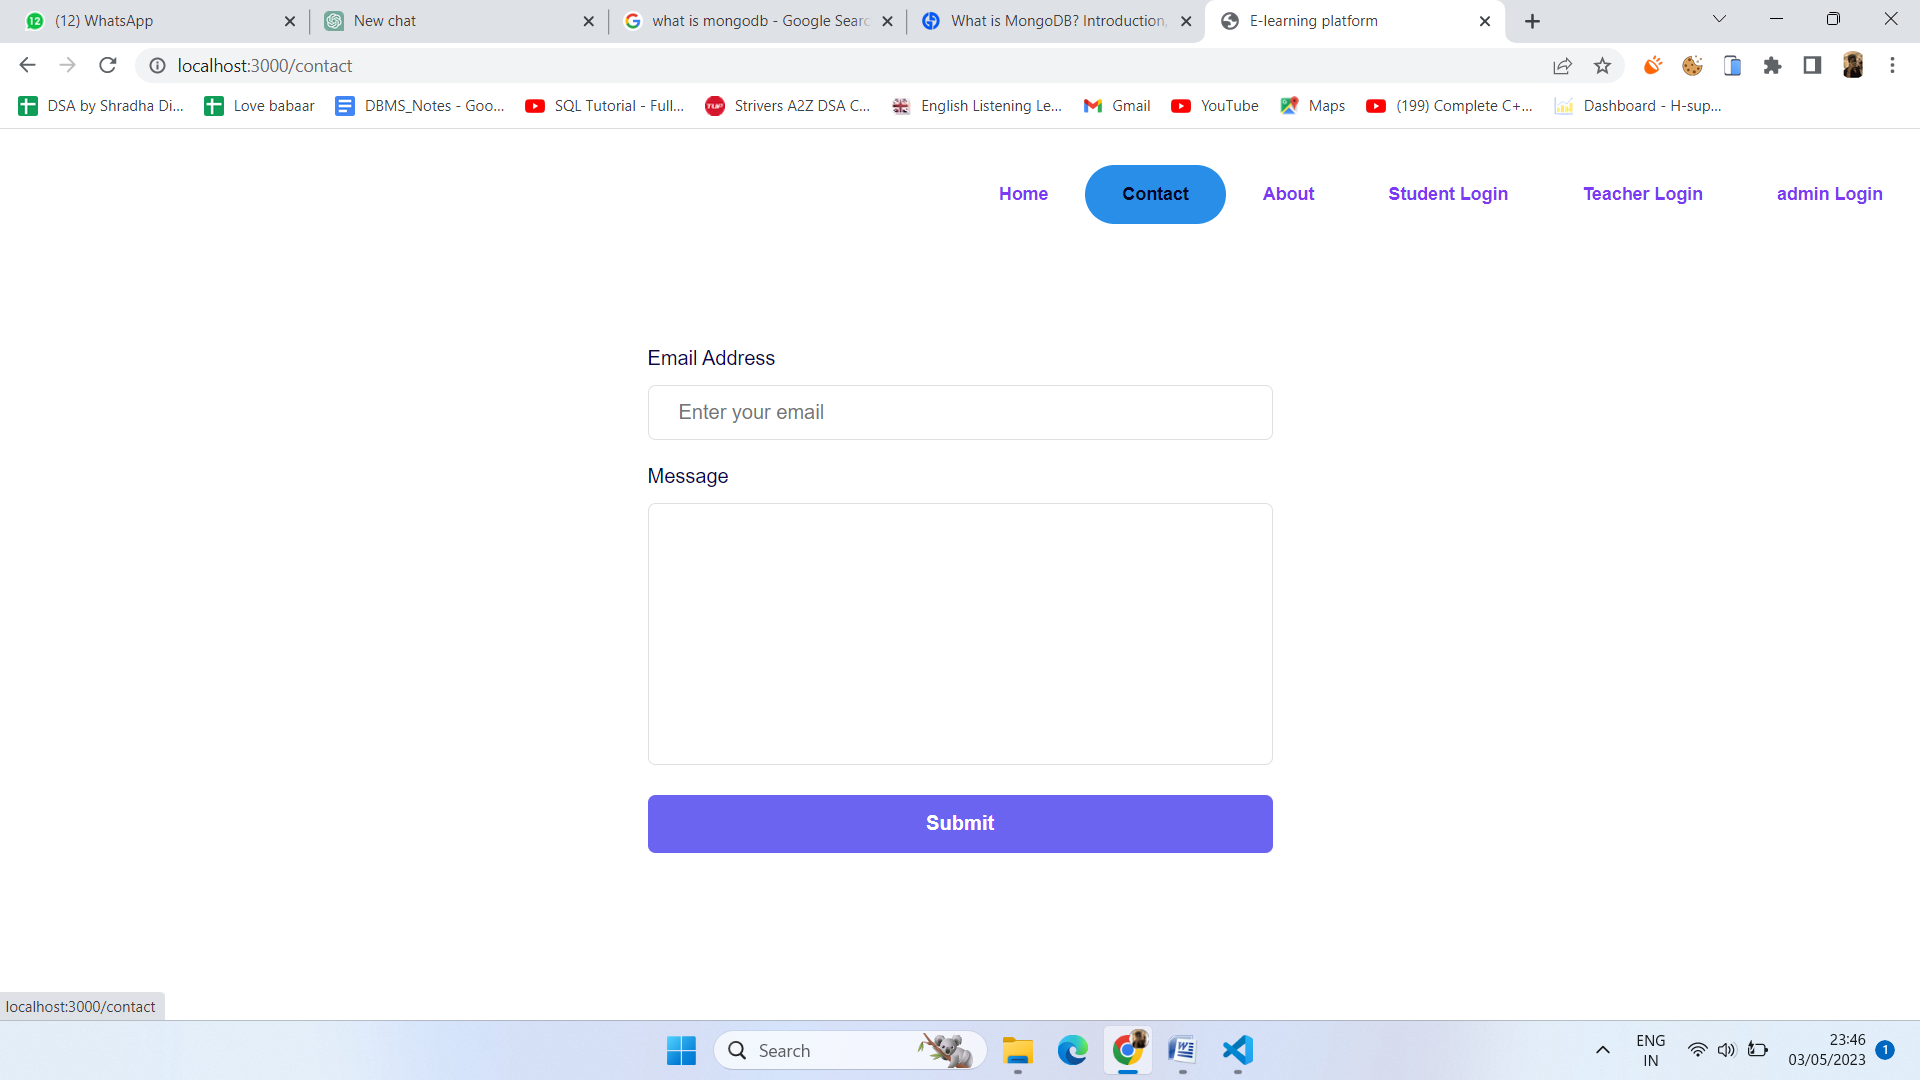 12 (12) WhatsApp
New chat
what is mongodb - Google Searc
What is MongoDB? Introduction,
E-learning platform
localhost:3000/contact
DSA by Shradha Di...
Love babaar
DBMS_Notes - Goo...
SQL Tutorial - Full...
TUF Strivers A2Z DSA C...
English Listening Le...
Gmail
YouTube
Maps
(199) Complete C+...
Dashboard - H-sup...
Home
Contact
About
Student Login
Teacher Login
admin Login
Email Address
Enter your email
Message
Submit
localhost:3000/contact
Search
ENG
IN
23:46
03/05/2023
1